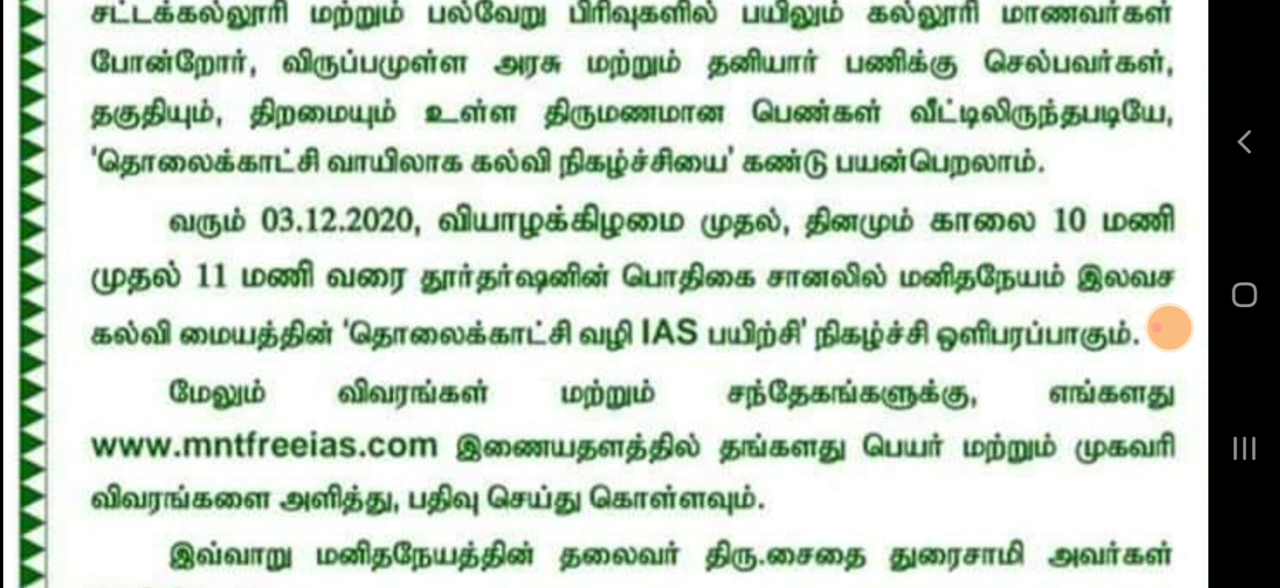 சட்டக்கல்லூரி மற்றும் பல்வேறு பிரிவுகளில் பயிலும் கல்லூரி மாணவர்கள்
போன்றோர், விருப்பமுள்ள அரசு மற்றும் தனியார் பணிக்கு செல்பவர்கள்,
தகுதியும், திறமையும் உள்ள திருமணமான பெண்கள் வீட்டிலிருந்தபடியே,
'தொலைக்காட்சி வாயிலாக கல்வி நிகழ்ச்சியை' கண்டு பயன்பெறலாம்.
வரும் 03.12.2020, வியாழக்கிழமை முதல், தினமும் காலை 10 மணி
முதல் 11 மணி வரை தூர்தர்ஷனின் பொதிகை சானலில் மனிதநேயம் இலவச
கல்வி மையத்தின் 'தொலைக்காட்சி வழி IAS பயிற்சி' நிகழ்ச்சி ஒளிபரப்பாகும்.
மேலும் விவரங்கள் மற்றும் சந்தேகங்களுக்கு, எங்களது
www.mntfreeias.com இணையதளத்தில் தங்களது பெயர் மற்றும் முகவரி
விவரங்களை அளித்து, பதிவு செய்து கொள்ளவும்.
இவ்வாறு மனிதநேயத்தின் தலைவர் திரு.சைதை துரைசாமி அவர்கள்